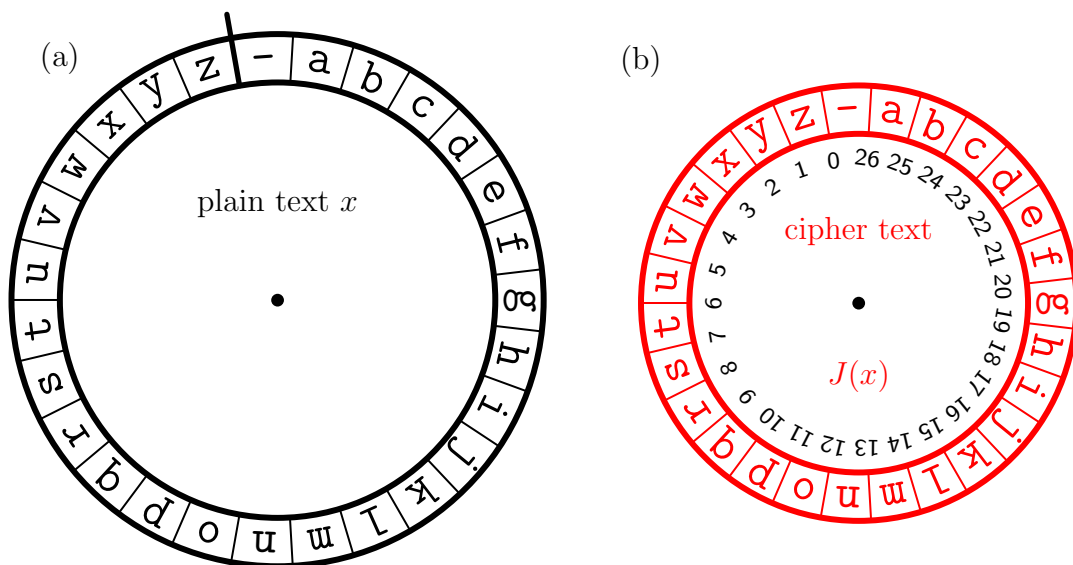 (a)
- a b c d e f g h i j k l m n o p q r s t u v w x y z
plain text x
(b)
- a b c d e f g h i j k l m n o p q r s t u v w x y z
0 26 25 24 23 22 21 20 19 18 17 16 15 14 13 12 11 10 9 8 7 6 5 4 3 2 1
cipher text
J(x)